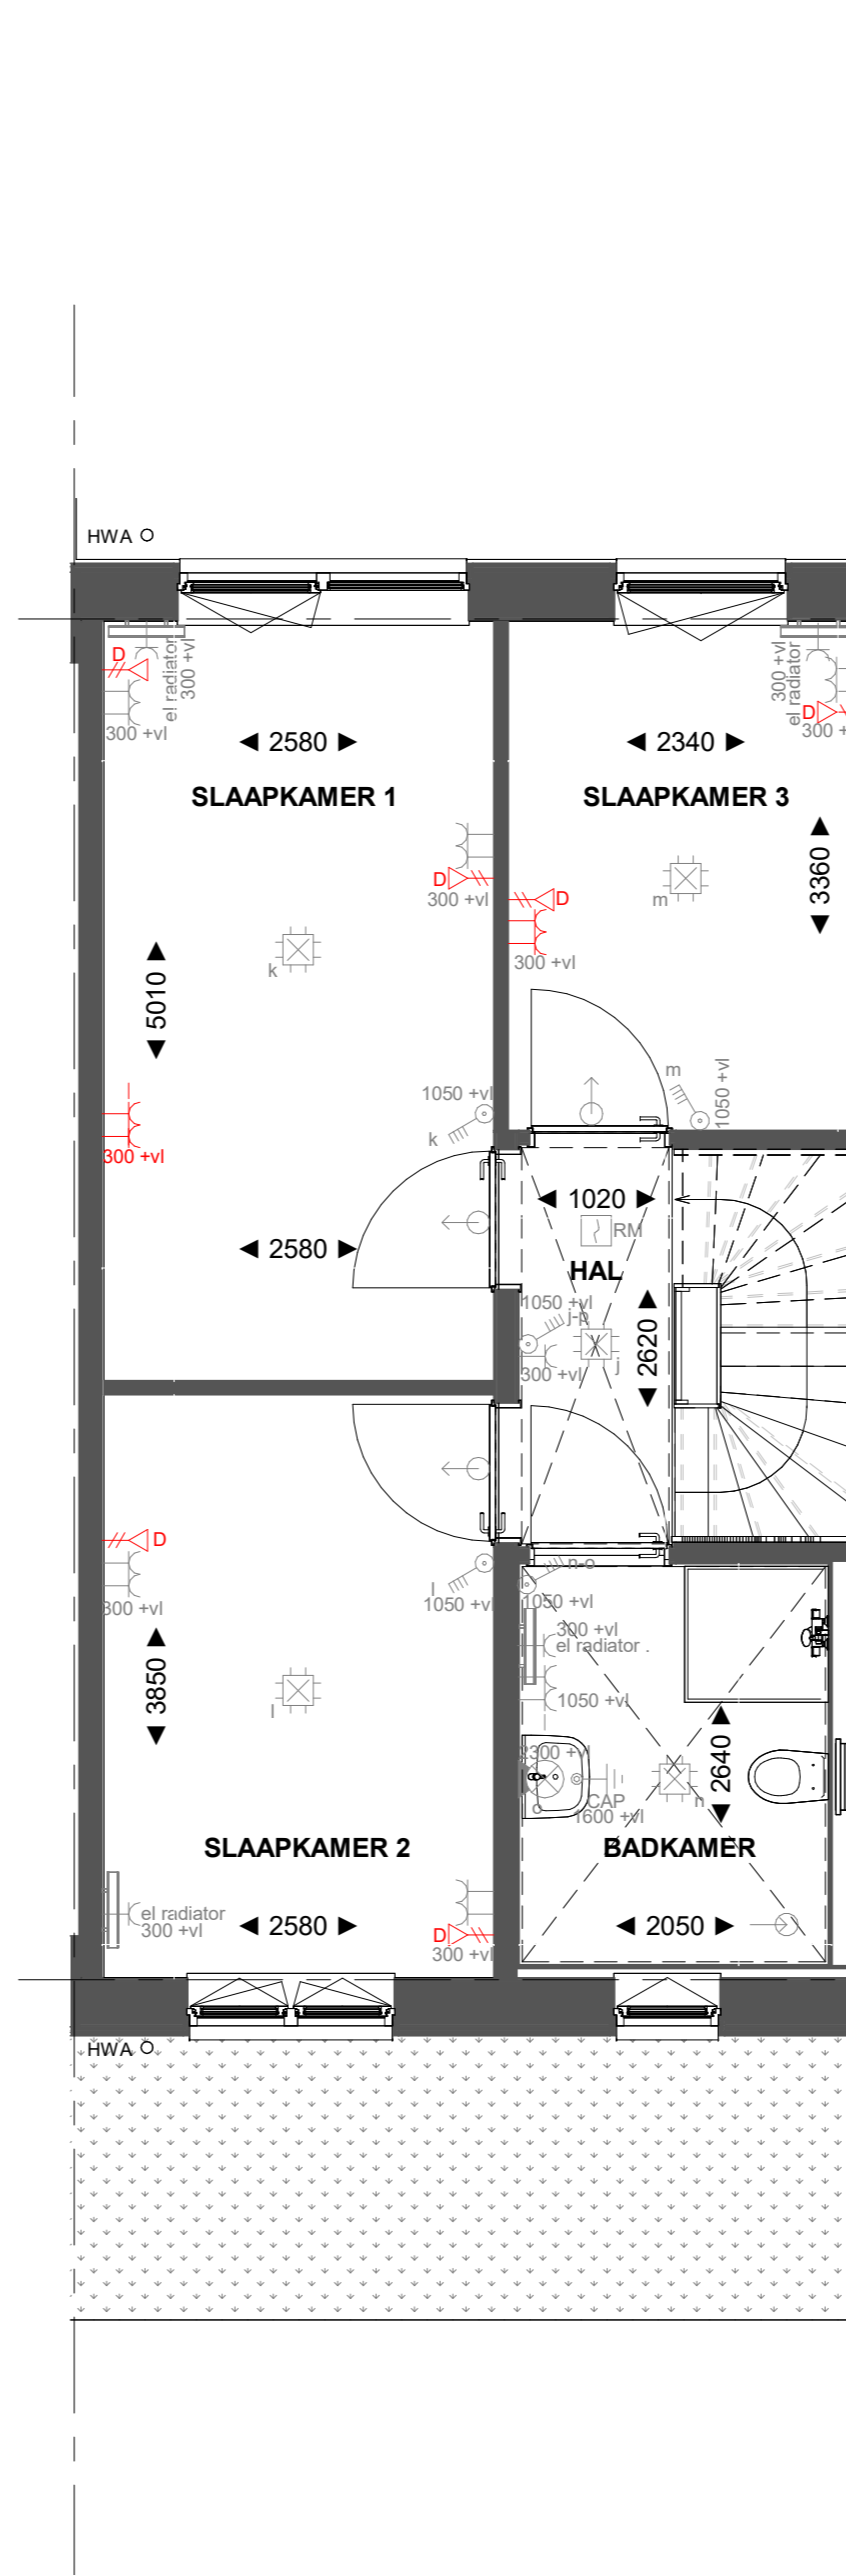 HWA
D
el radiator
300 +vl
300 +vl
2580
SLAAPKAMER 1
300 +vl
el radiator
D
300 +
2340
SLAAPKAMER 3
3360
D
300 +vl
D
300 +vl
m
k
5010
1050 +vl
k
m
1050 +vl
300 +vl
2580
1020
RM
HAL
1050 +vl
j-p
300 +vl
j
2620
D
300 +vl
l
1050 +vl
n-o
1050 +vl
300 +vl
el radiator .
1050 +vl
3850
l
2300 +vl
o
CAP
1600 +vl
n
2640
SLAAPKAMER 2
BADKAMER
el radiator
300 +vl
2580
D
300 +vl
2050
HWA